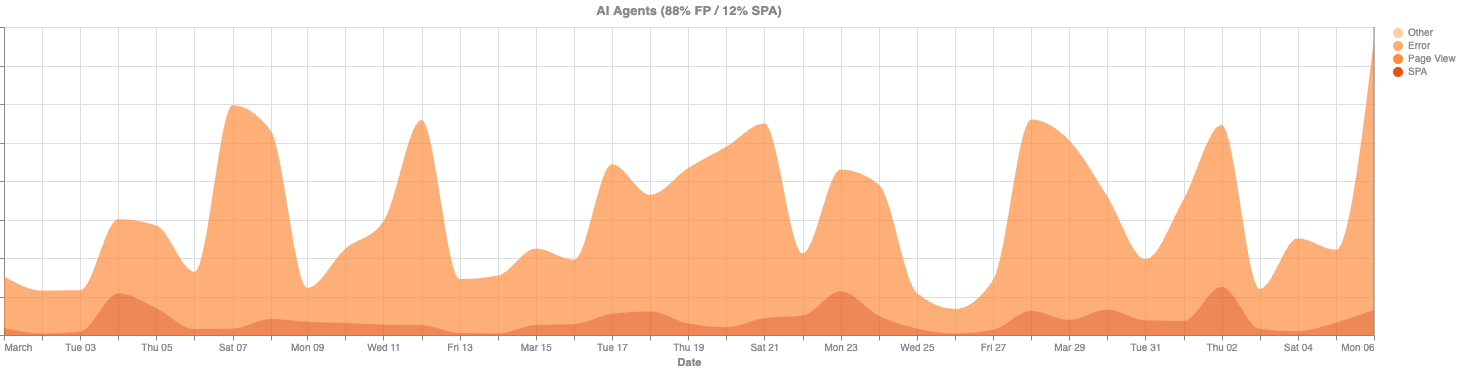 AI Agents (88% FP / 12% SPA)
Other
Error
Page View
SPA
March Tue 03 Thu 05 Sat 07 Mon 09 Wed 11 Fri 13 Mar 15 Tue 17 Thu 19 Sat 21 Mon 23 Wed 25 Fri 27 Mar 29 Tue 31 Thu 02 Sat 04 Mon 06
Date